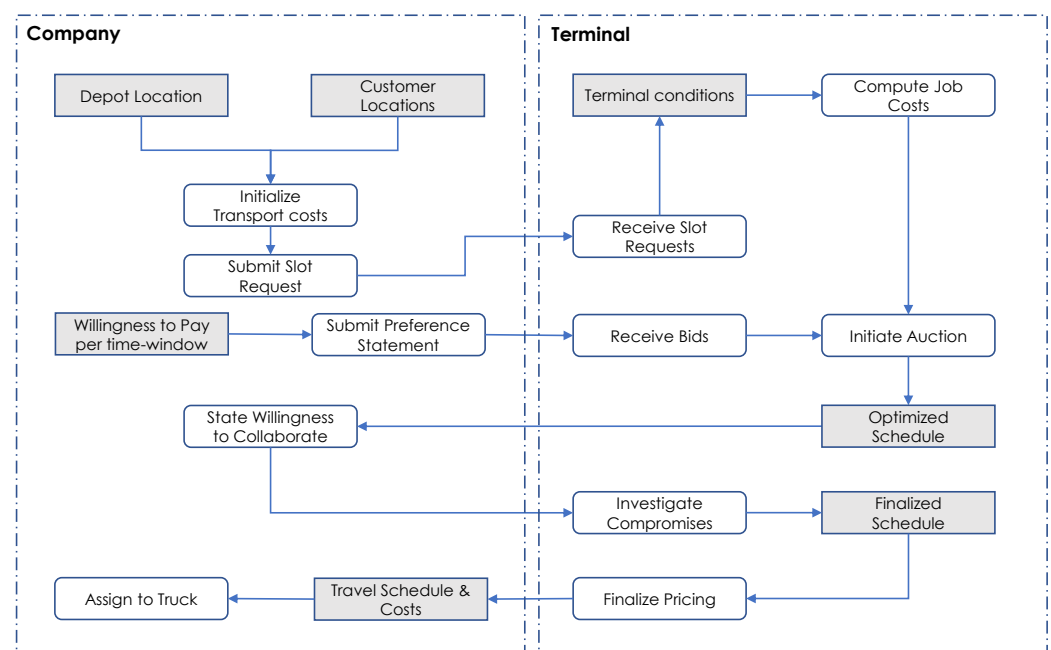 Company
Terminal
Depot Location
Customer
Locations
Terminal conditions
Compute Job
Costs
Initialize
Transport costs
Receive Slot
Requests
Submit Slot
Request
Willingness to Pay
per time-window
Submit Preference
Statement
Receive Bids
Initiate Auction
State Willingness
to Collaborate
Optimized
Schedule
Investigate
Compromises
Finalized
Schedule
Assign to Truck
Travel Schedule &
Costs
Finalize Pricing